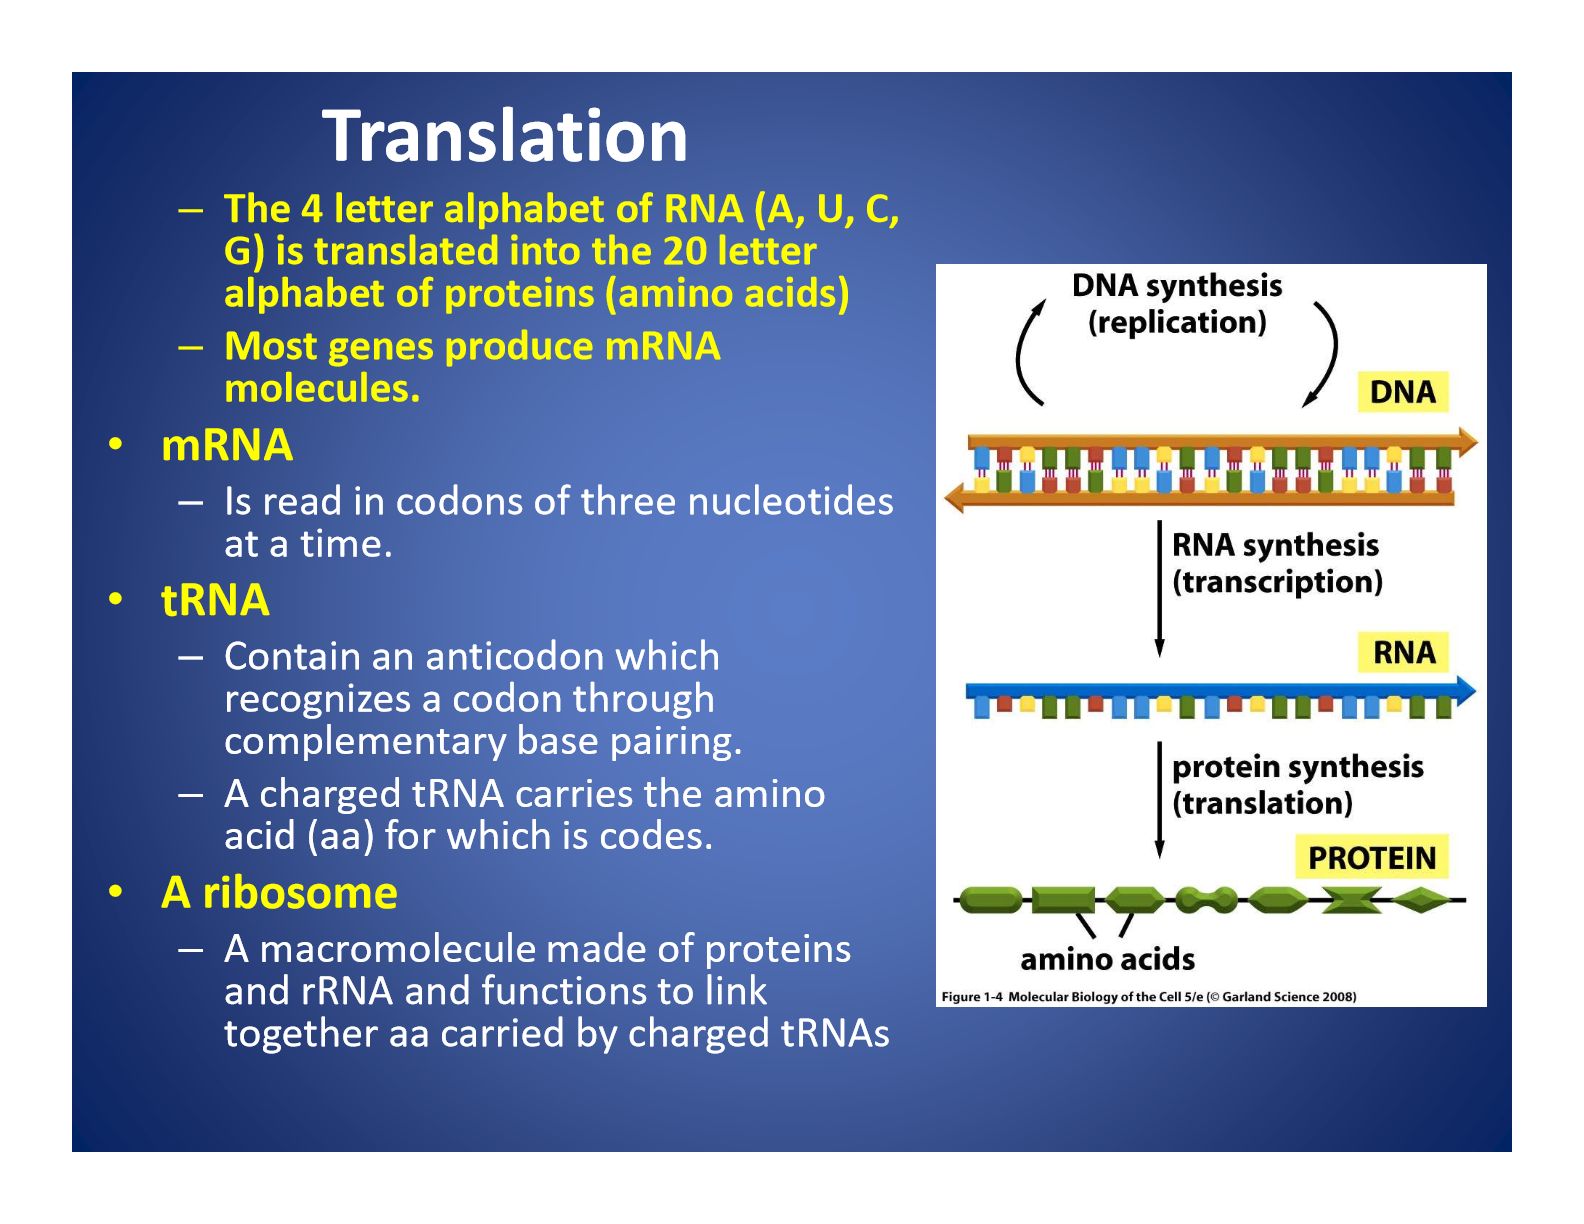 Translation
– The 4 letter alphabet of RNA (A, U, C,
G) is translated into the 20 letter
alphabet of proteins (amino acids)
– Most genes produce mRNA
molecules.
• mRNA
– Is read in codons of three nucleotides
at a time.
• tRNA
– Contain an anticodon which
recognizes a codon through
complementary base pairing.
– A charged tRNA carries the amino
acid (aa) for which is codes.
• A ribosome
– A macromolecule made of proteins
and rRNA and functions to link
together aa carried by charged tRNAs
DNA synthesis
(replication)
DNA
RNA synthesis
(transcription)
RNA
protein synthesis
(translation)
PROTEIN
amino acids
Figure 1-4 Molecular Biology of the Cell 5/e (© Garland Science 2008)